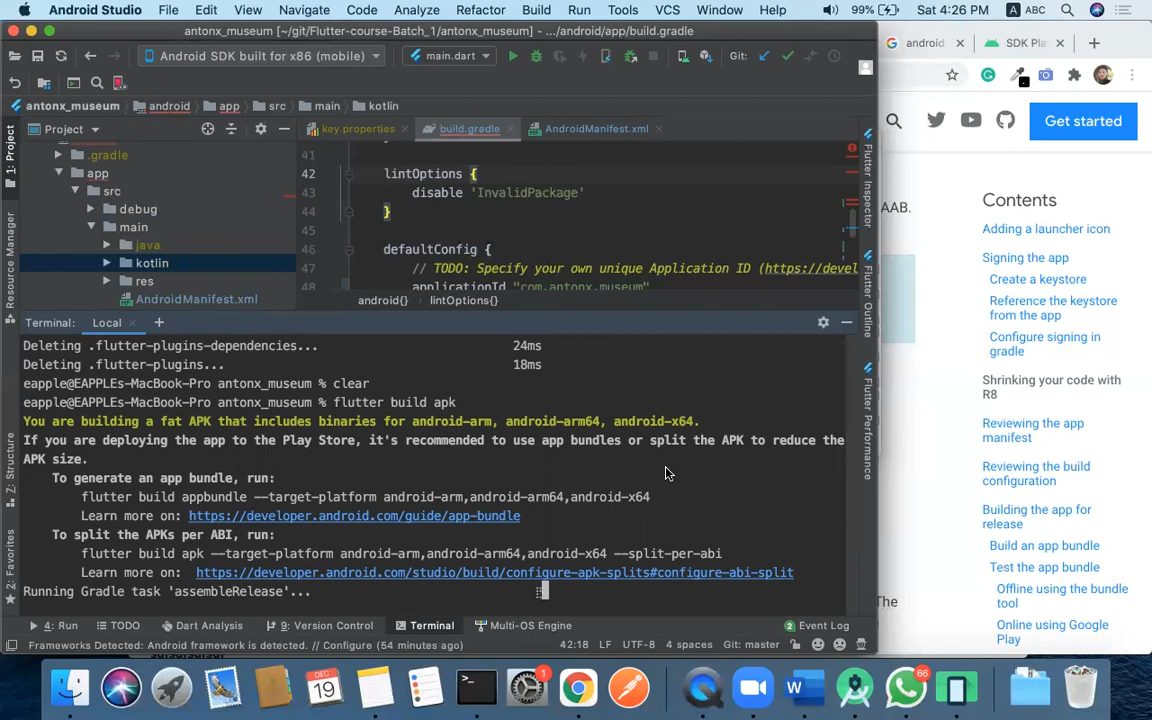 Android Studio File Edit View Navigate Code Analyze Refactor Build Run Tools VCS Window Help 99% Sat 4:26 PM A ABC
antonx_museum [~/git/Flutter-course-Batch_1/antonx_museum] - .../android/app/build.gradle
android
SDK Pla
Android SDK built for x86 (mobile) main.dart Git:
antonx_museum android app src main kotlin
Get started
Project
key.properties build.gradle AndroidManifest.xml
.gradle
app
src
debug
main
java
kotlin
res
AndroidManifest.xml
1: Project
Resource Manager
Z: Structure
2: Favorites
41
42 lintOptions {
43 disable 'InvalidPackage'
44 }
45
46 defaultConfig {
47 // TODO: Specify your own unique Application ID (https://devel
48 applicationId "com.antonx.museum"
android{} lintOptions{}
Flutter Inspector
Flutter Outline
Flutter Performance
Terminal: Local +
Deleting .flutter-plugins-dependencies... 24ms
Deleting .flutter-plugins... 18ms
eapple@EAPPLEs-MacBook-Pro antonx_museum % clear
eapple@EAPPLEs-MacBook-Pro antonx_museum % flutter build apk
You are building a fat APK that includes binaries for android-arm, android-arm64, android-x64.
If you are deploying the app to the Play Store, it's recommended to use app bundles or split the APK to reduce the
APK size.
To generate an app bundle, run:
flutter build appbundle --target-platform android-arm,android-arm64,android-x64
Learn more on: https://developer.android.com/guide/app-bundle
To split the APKs per ABI, run:
flutter build apk --target-platform android-arm,android-arm64,android-x64 --split-per-abi
Learn more on: https://developer.android.com/studio/build/configure-apk-splits#configure-abi-split
Running Gradle task 'assembleRelease'...
4: Run TODO Dart Analysis 9: Version Control Terminal Multi-OS Engine 2 Event Log
Frameworks Detected: Android framework is detected. // Configure (54 minutes ago) 42:18 LF UTF-8 4 spaces Git: master
AAB.
The
Contents
Adding a launcher icon
Signing the app
Create a keystore
Reference the keystore
from the app
Configure signing in
gradle
Shrinking your code with
R8
Reviewing the app
manifest
Reviewing the build
configuration
Building the app for
release
Build an app bundle
Test the app bundle
Offline using the bundle
tool
Online using Google
Play
DEC
19
1
66